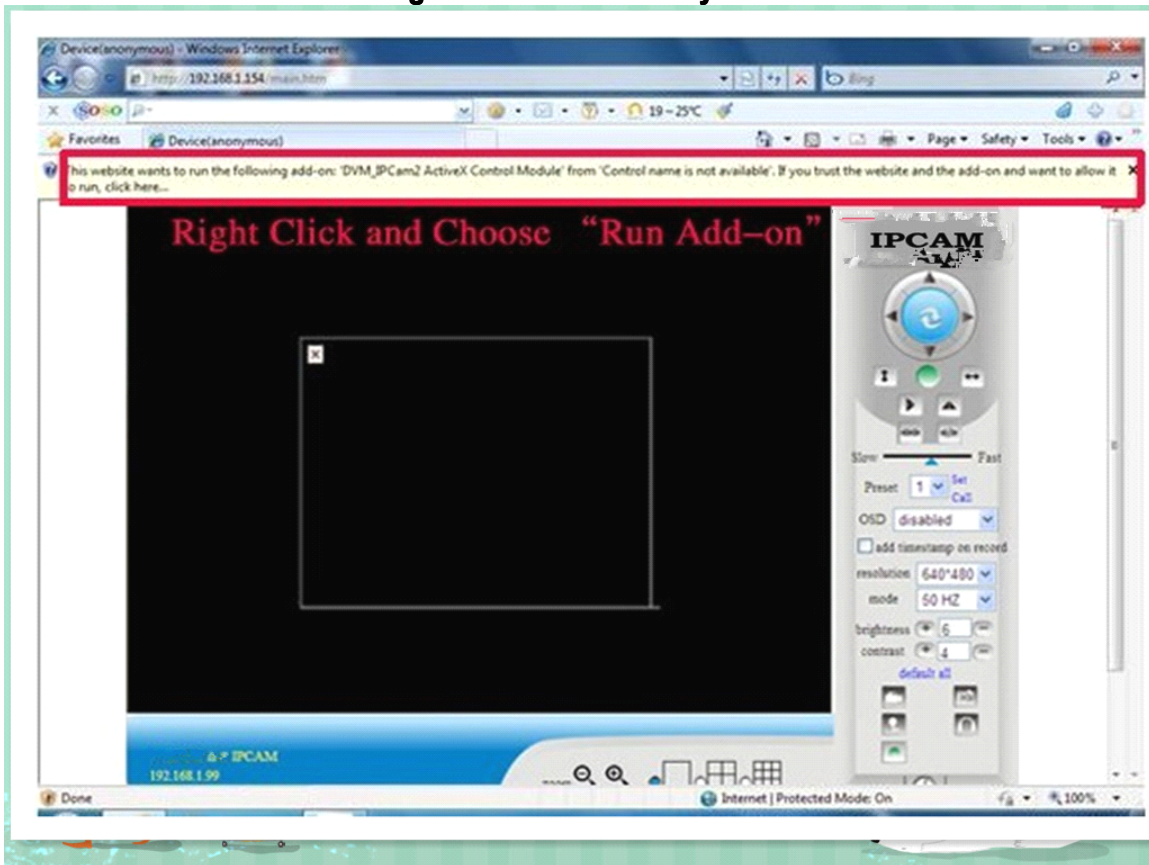 Device(anonymous) - Windows Internet Explorer
http://192.168.1.154/main.htm
Bing
SOSO
19~25℃
Favorites
Device(anonymous)
Page
Safety
Tools
This website wants to run the following add-on: 'DVM_IPCam2 ActiveX Control Module' from 'Control name is not available'. If you trust the website and the add-on and want to allow it
o run, click here...
Right Click and Choose “Run Add-on”
IPCAM
Slow
Fast
Preset
1
Set
Call
OSD
disabled
add timestamp on record
resolution
640*480
mode
50 HZ
brightness
6
contrast
4
default all
IPCAM
192.168.1.99
Done
Internet | Protected Mode: On
100%